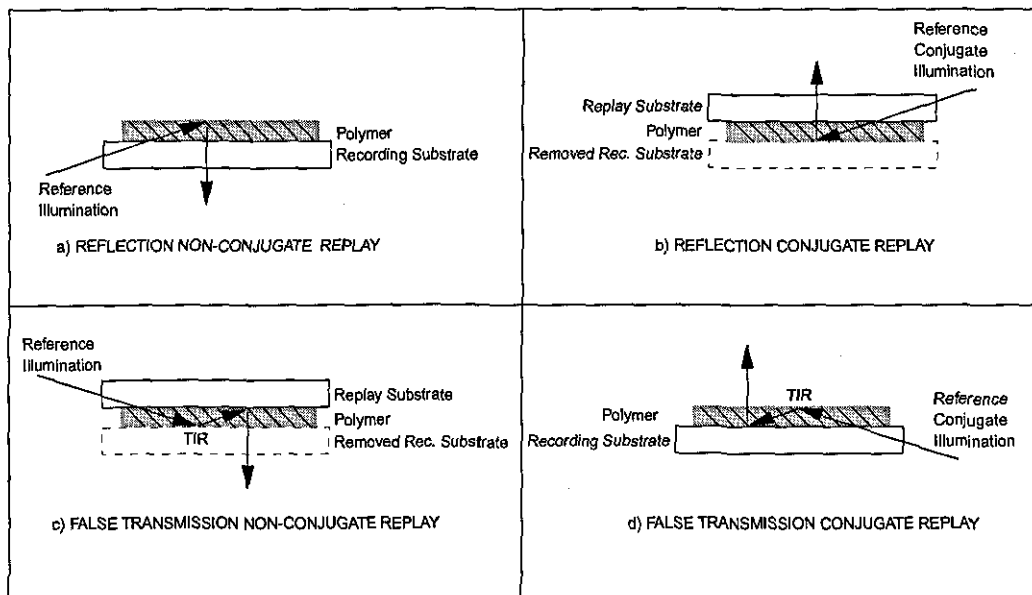 Polymer
Recording Substrate
Reference
Illumination
a) REFLECTION NON-CONJUGATE REPLAY
Reference
Conjugate
Illumination
Replay Substrate
Polymer
Removed Rec. Substrate
b) REFLECTION CONJUGATE REPLAY
Reference
Illumination
Replay Substrate
Polymer
TIR
Removed Rec. Substrate
c) FALSE TRANSMISSION NON-CONJUGATE REPLAY
TIR
Reference
Conjugate
Illumination
Polymer
Recording Substrate
d) FALSE TRANSMISSION CONJUGATE REPLAY